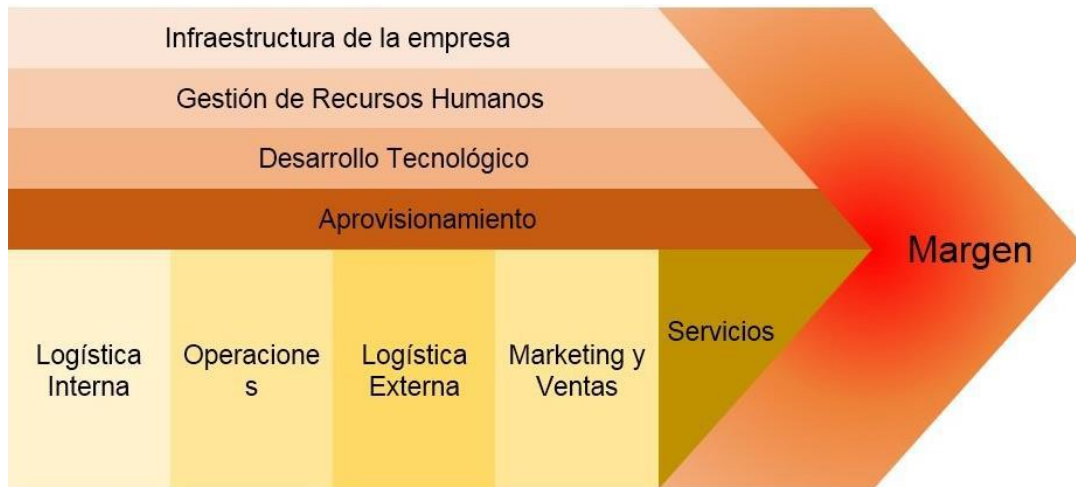 Infraestructura de la empresa
Gestión de Recursos Humanos
Desarrollo Tecnológico
Aprovisionamiento
Margen
Logística
Interna
Operacione
s
Logística
Externa
Marketing y
Ventas
Servicios